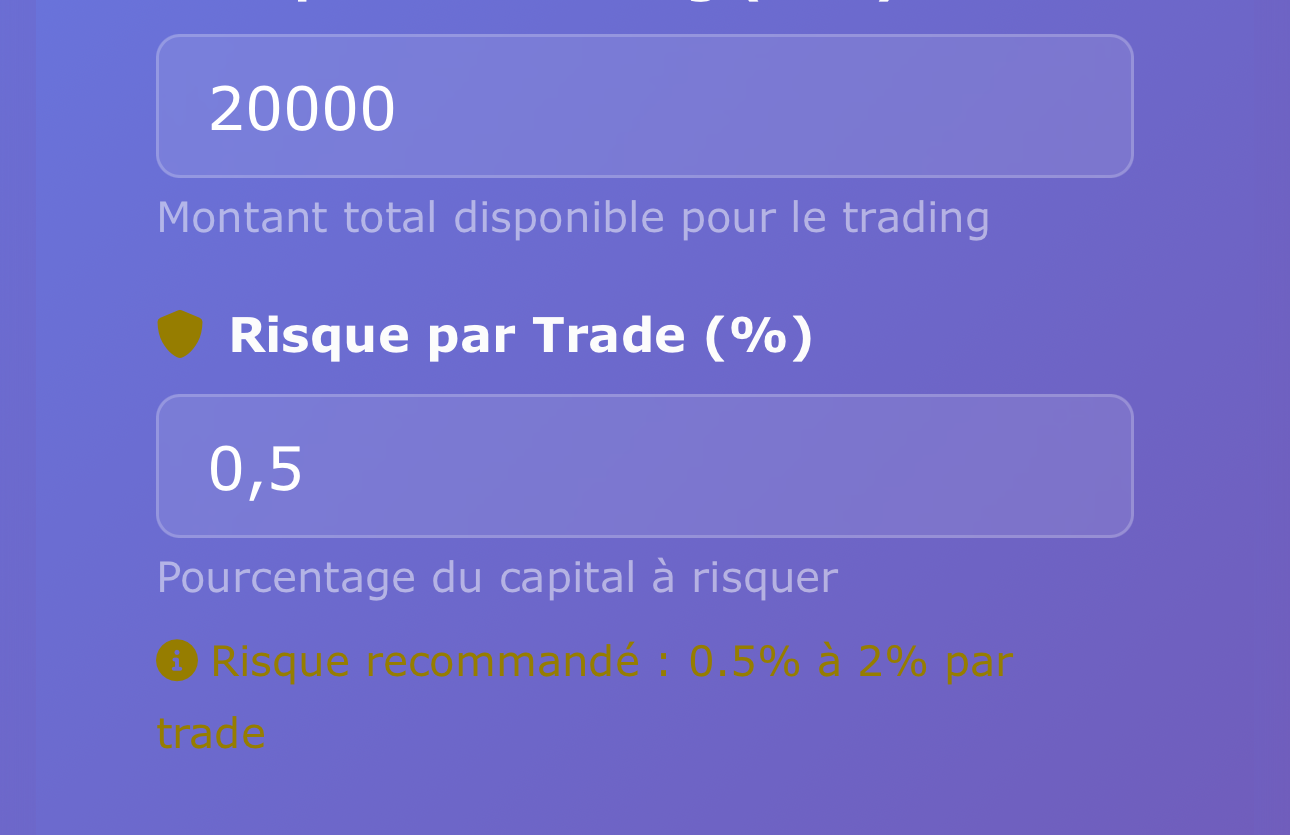 20000
Montant total disponible pour le trading
Risque par Trade (%)
0,5
Pourcentage du capital à risquer
Risque recommandé : 0.5% à 2% par
trade